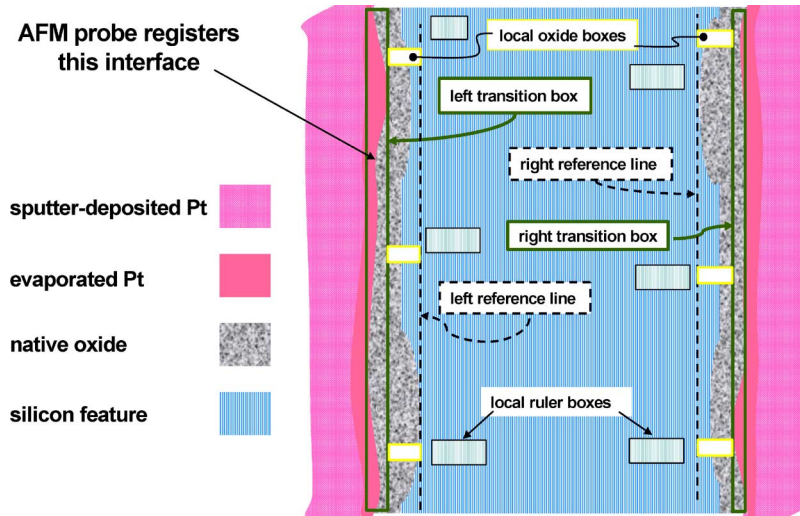 AFM probe registers
this interface
local oxide boxes
left transition box
right reference line
sputter-deposited Pt
right transition box
evaporated Pt
left reference line
native oxide
local ruler boxes
silicon feature